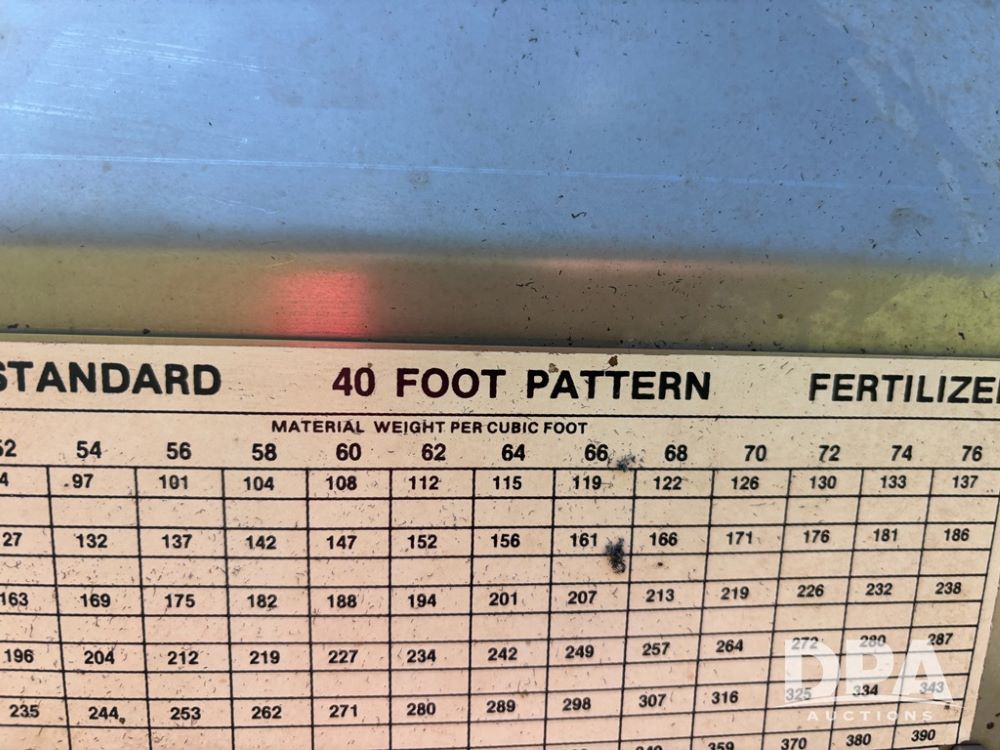 STANDARD 40 FOOT PATTERN FERTILIZE
MATERIAL WEIGHT PER CUBIC FOOT
52 54 56 58 60 62 64 66 68 70 72 74 76
4 97 101 104 108 112 115 119 122 126 130 133 137
27 132 137 142 147 152 156 161 166 171 176 181 186
163 169 175 182 188 194 201 207 213 219 226 232 238
196 204 212 219 227 234 242 249 257 264 272 280 287
235 244 253 262 271 280 289 298 307 316 325 334 343
359 370 380 390
DPA
AUCTIONS